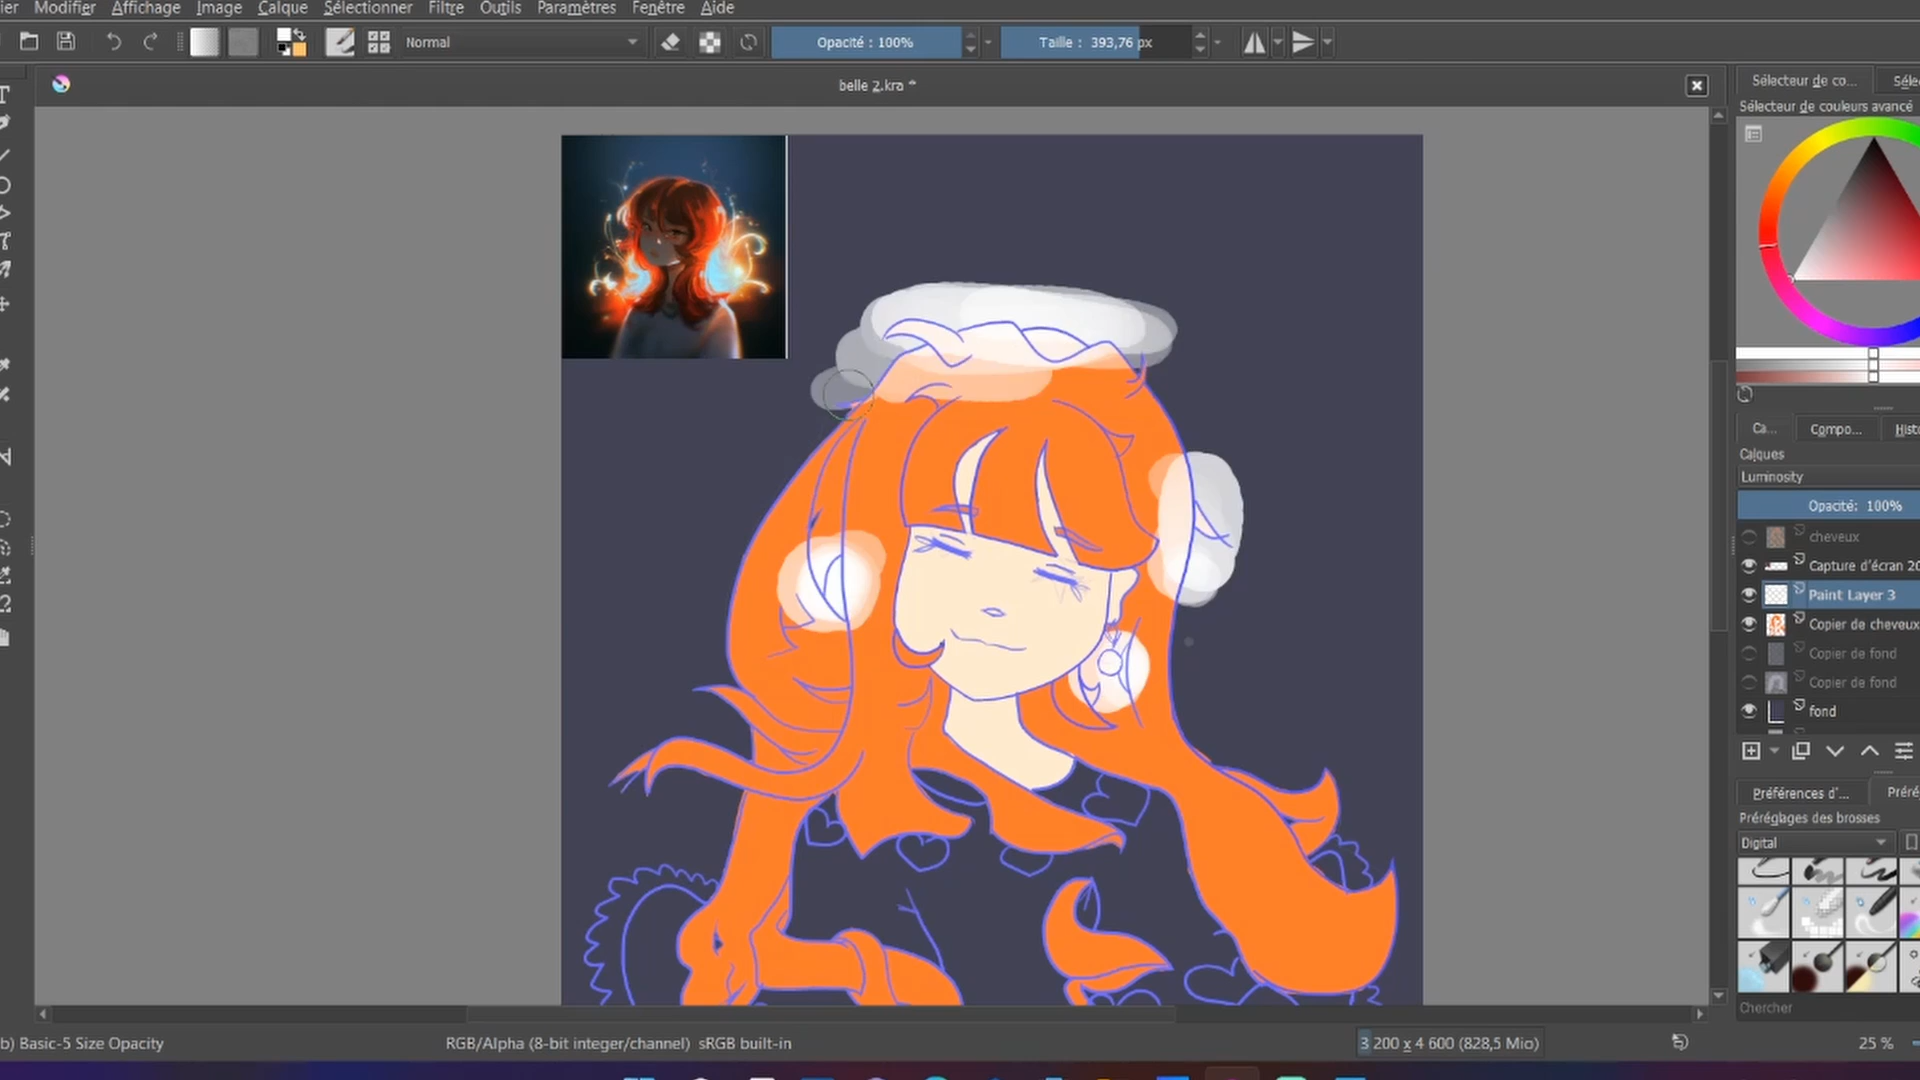 Modifier Affichage Image Calque Sélectionner Filtre Outils Paramètres Fenêtre Aide
Normal Opacité : 100% Taille : 393,76 px
belle 2.kra *
Sélecteur de co...
Sélecteur de couleurs avancé
Ca... Compo...
Calques
Luminosity
Opacité: 100%
cheveux
Capture d'écran 20
Paint Layer 3
Copier de cheveux
Copier de fond
Copier de fond
fond
Préférences d'...
Préréglages des brosses
Digital
Chercher
b) Basic-5 Size Opacity RGB/Alpha (8-bit integer/channel) sRGB built-in 3 200 x 4 600 (828,5 Mio) 25 %